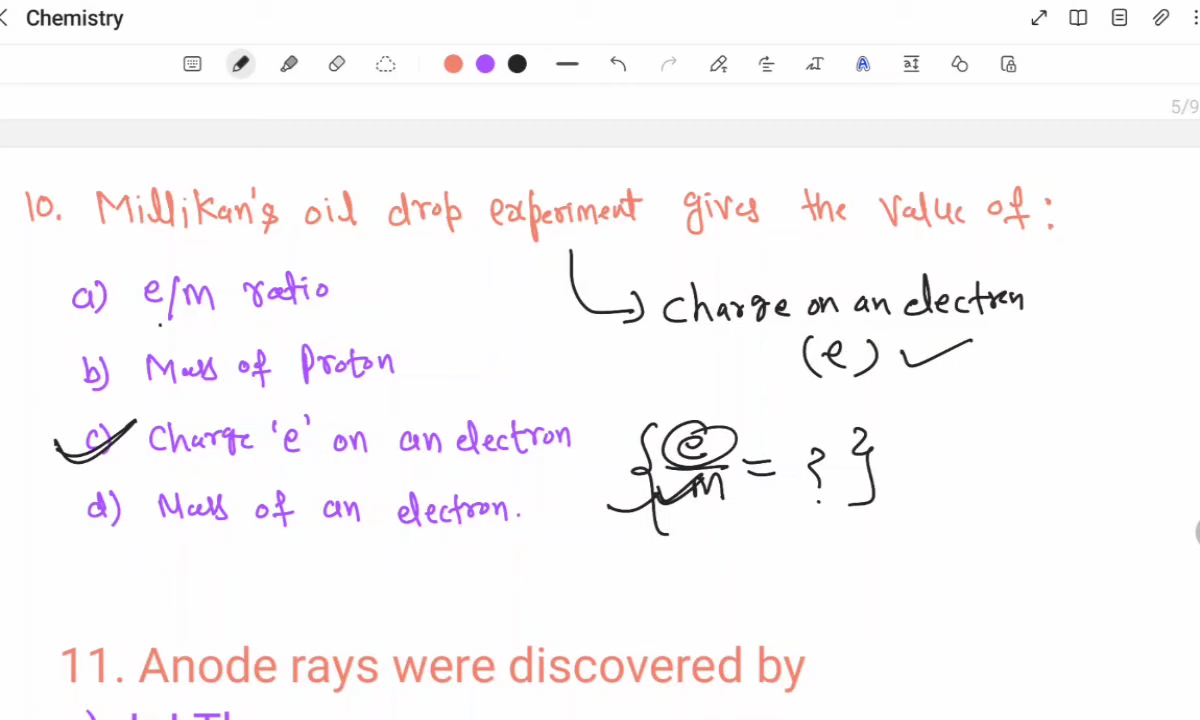 Chemistry
5/9
10. Millikan's oil drop experiment gives the value of:
a) e/m ratio
charge on an electron
(e)
b) Mass of Proton
c) Charge 'e' on an electron
{e/m = ?}
d) Mass of an electron.
11. Anode rays were discovered by